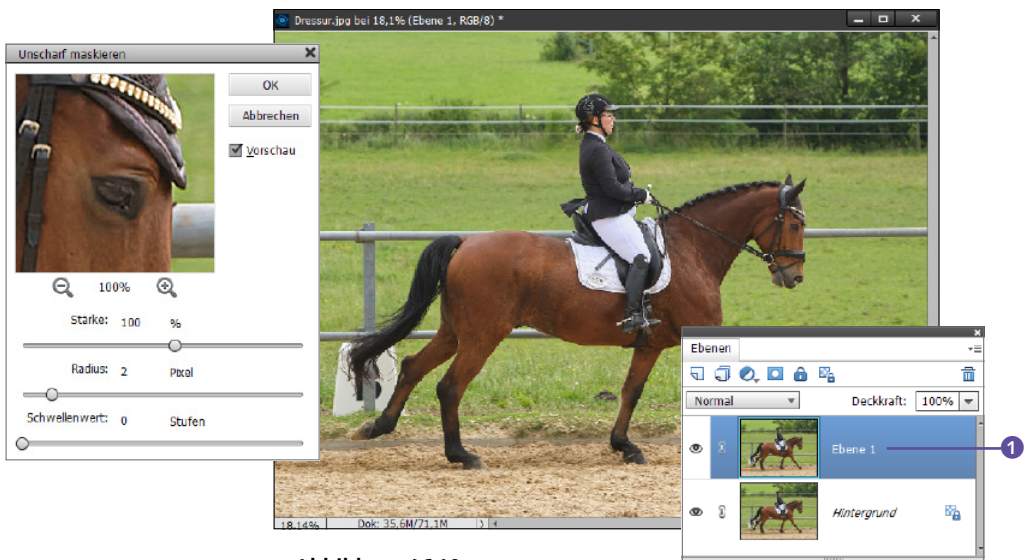 Dressur.jpg bei 18,1% (Ebene 1, RGB/8) *
Unscharf maskieren
OK
Abbrechen
Vorschau
100%
Stärke: 100 %
Radius: 2 Pixel
Schwellenwert: 0 Stufen
Ebenen
Normal Deckkraft: 100%
Ebene 1
1
Hintergrund
18,14% Dok: 35,6M/71,1M